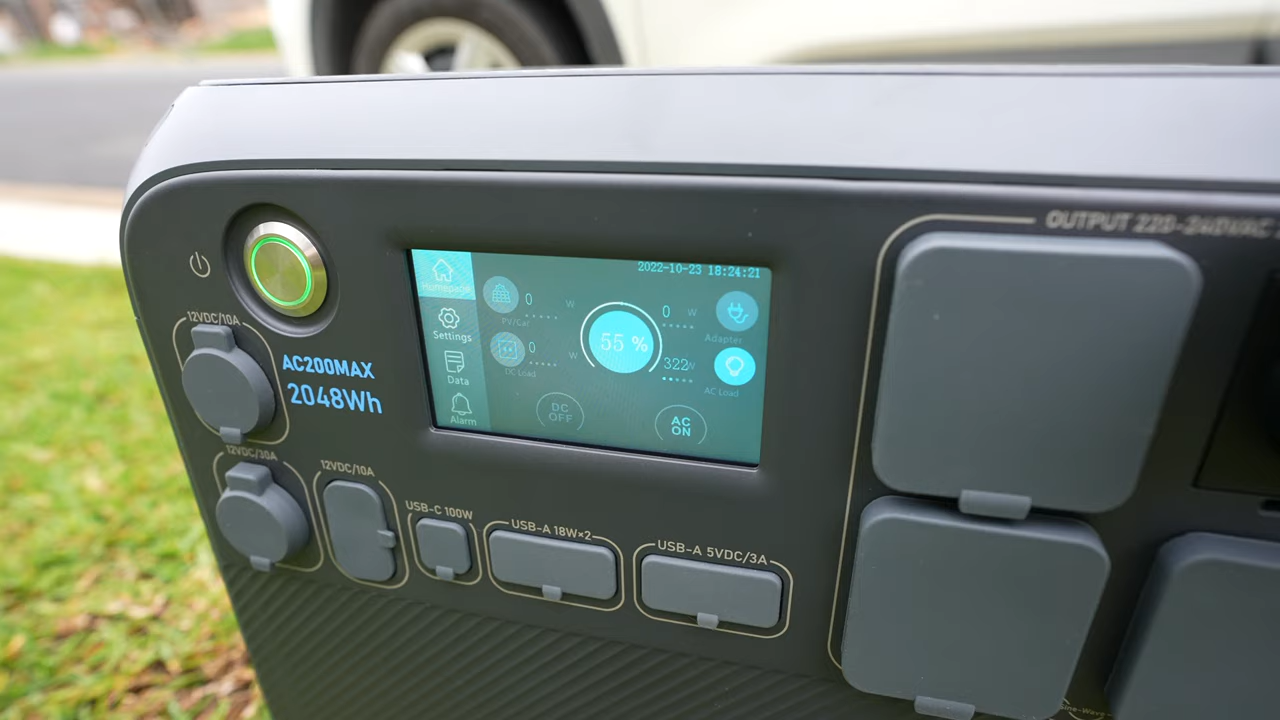 OUTPUT 220-240VAC
2022-10-23 18:24:21
Homepage
0 W
0 W
PV/Car
Adapter
55 %
Settings
0 W
322W
DC Load
AC Load
Data
DC
OFF
AC
ON
Alarm
12VDC/10A
AC200MAX
2048Wh
12VDC/30A
12VDC/10A
USB-C 100W
USB-A 18W×2
USB-A 5VDC/3A